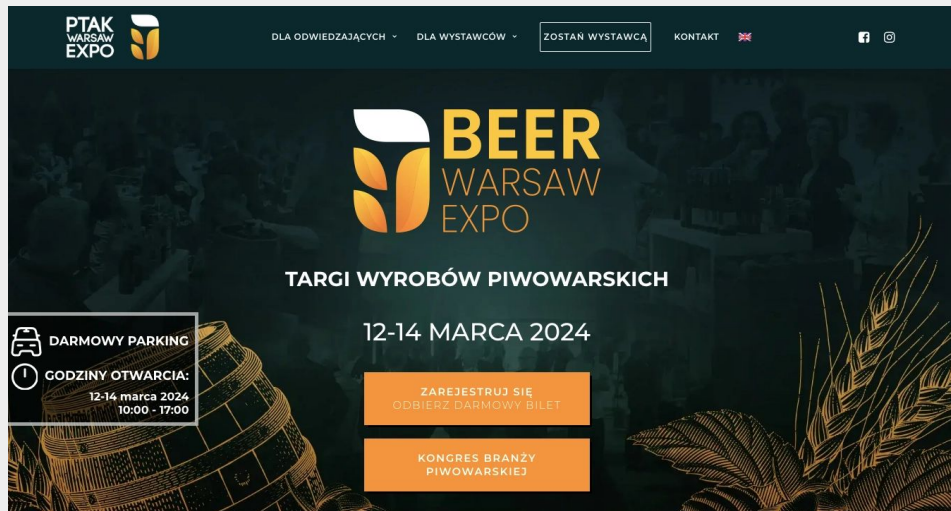 PTAK
WARSAW
EXPO
DLA ODWIEDZAJĄCYCH
DLA WYSTAWCÓW
ZOSTAŃ WYSTAWCĄ
KONTAKT
BEER
WARSAW
EXPO
TARGI WYROBÓW PIWOWARSKICH
12-14 MARCA 2024
DARMOWY PARKING
GODZINY OTWARCIA:
12-14 marca 2024
10:00 - 17:00
ZAREJESTRUJ SIĘ
ODBIERZ DARMOWY BILET
KONGRES BRANŻY
PIWOWARSKIEJ